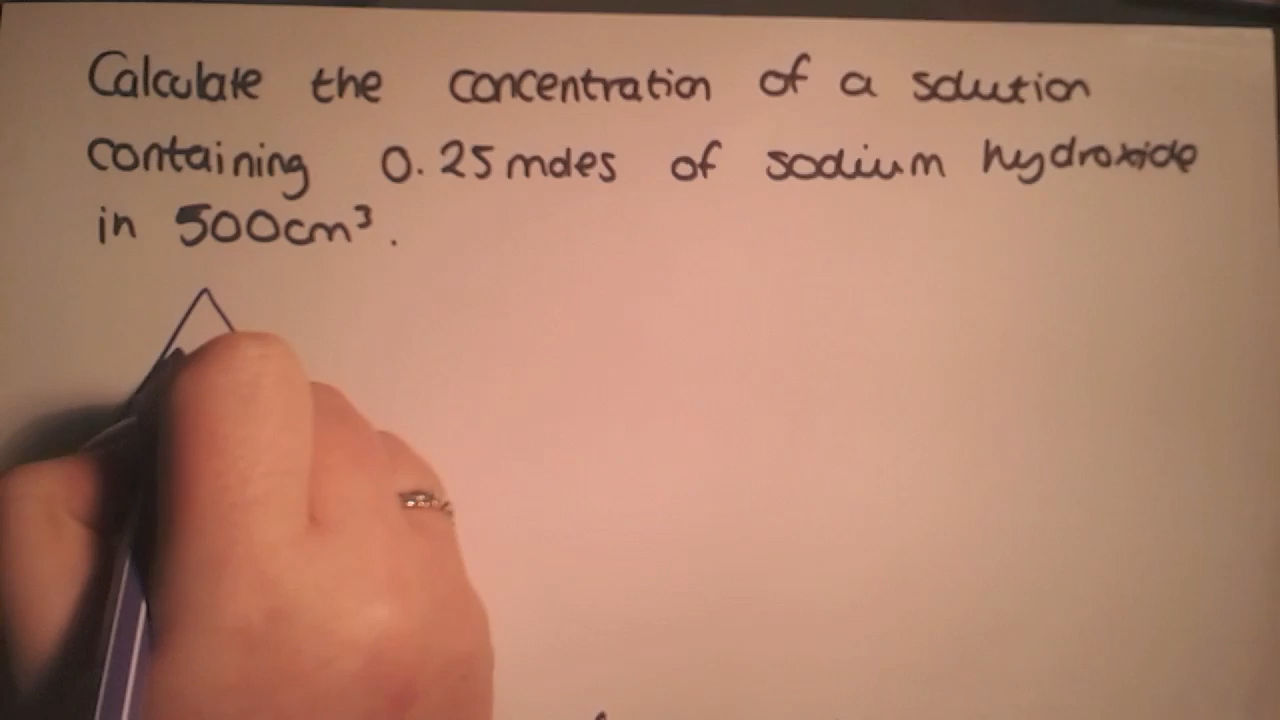 Calculate the concentration of a solution
containing 0.25 moles of sodium hydroxide
in 500cm³.